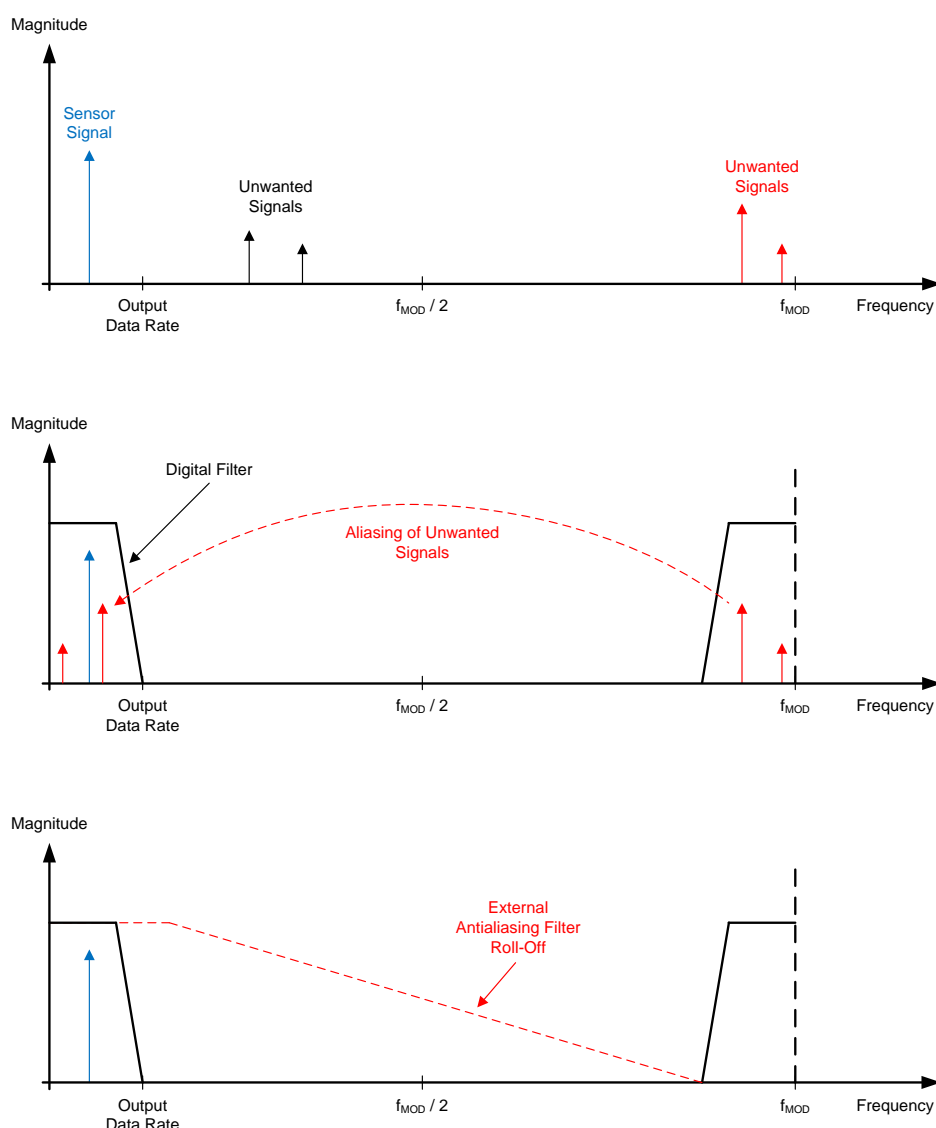 Magnitude
Sensor
Signal
Unwanted
Signals
Unwanted
Signals
Output
Data Rate
fMOD / 2
fMOD
Frequency
Magnitude
Digital Filter
Aliasing of Unwanted
Signals
Output
Data Rate
fMOD / 2
fMOD
Frequency
Magnitude
External
Antialiasing Filter
Roll-Off
Output
Data Rate
fMOD / 2
fMOD
Frequency